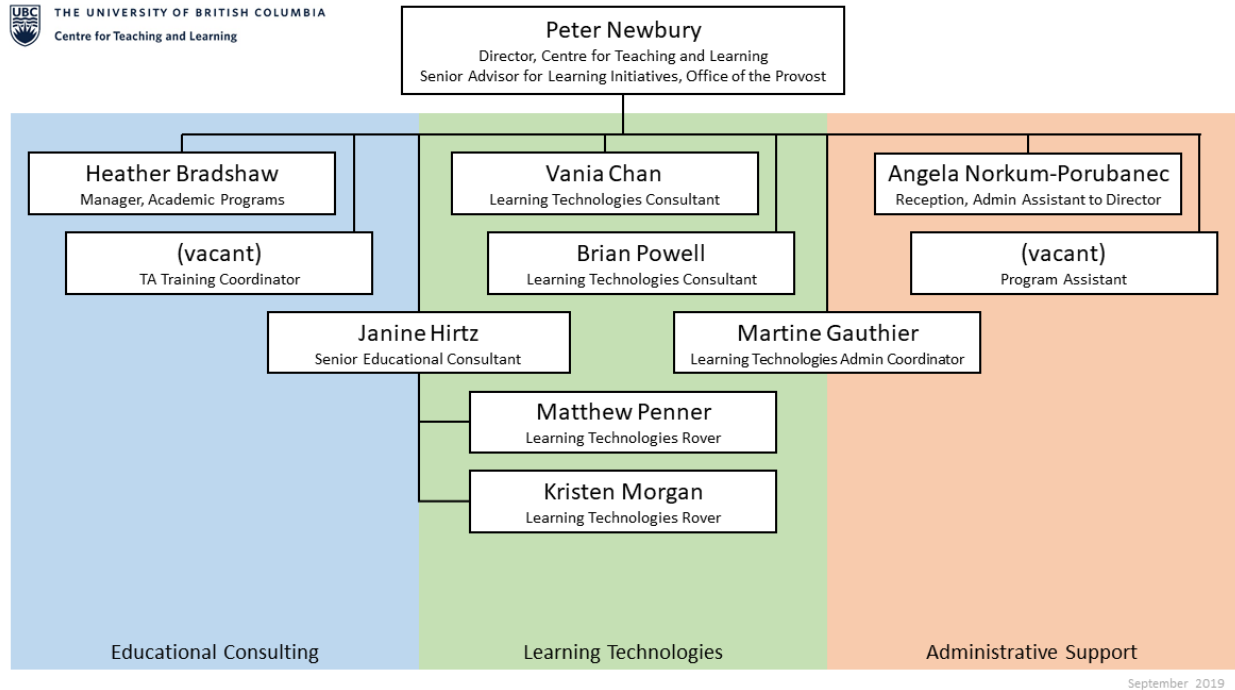 UBC
THE UNIVERSITY OF BRITISH COLUMBIA
Centre for Teaching and Learning
Peter Newbury
Director, Centre for Teaching and Learning
Senior Advisor for Learning Initiatives, Office of the Provost
Heather Bradshaw
Manager, Academic Programs
Vania Chan
Learning Technologies Consultant
Angela Norkum-Porubanec
Reception, Admin Assistant to Director
(vacant)
TA Training Coordinator
Brian Powell
Learning Technologies Consultant
(vacant)
Program Assistant
Janine Hirtz
Senior Educational Consultant
Martine Gauthier
Learning Technologies Admin Coordinator
Matthew Penner
Learning Technologies Rover
Kristen Morgan
Learning Technologies Rover
Educational Consulting
Learning Technologies
Administrative Support
September 2019